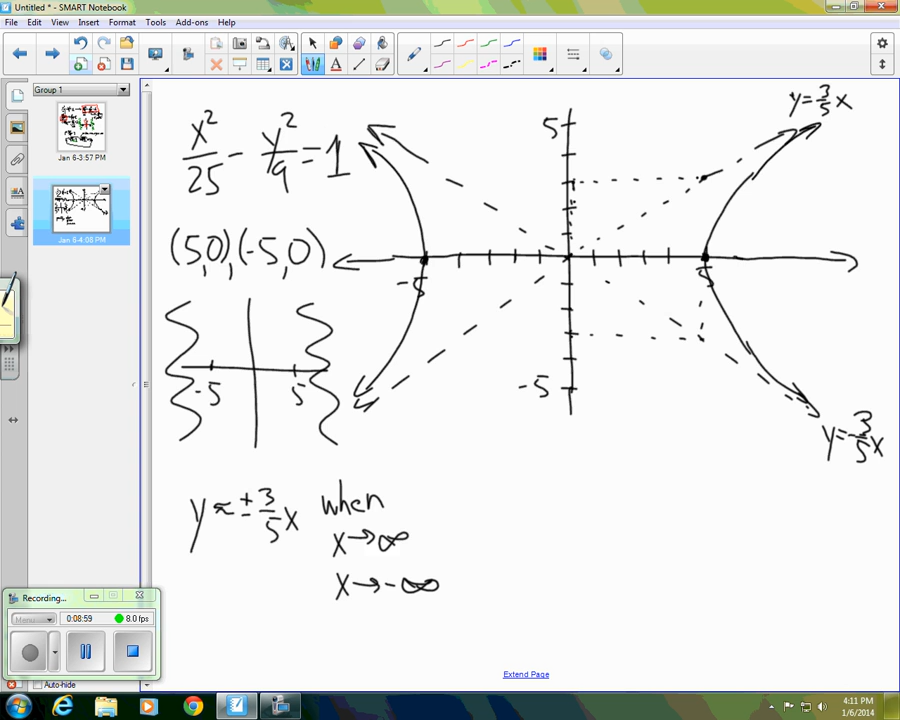 Untitled * - SMART Notebook
File Edit View Insert Format Tools Add-ons Help
Group 1
Jan 6-3:57 PM
Jan 6-4:08 PM
x²/25 - y²/9 = 1
(5,0), (-5,0)
-5 5
5
-5 5
-5
y = 3/5 x
y = -3/5 x
y ≈ ± 3/5 x when
x → ∞
x → -∞
Recording...
Menu 0:08:59 8.0 fps
Auto-hide
Extend Page
4:11 PM
1/6/2014